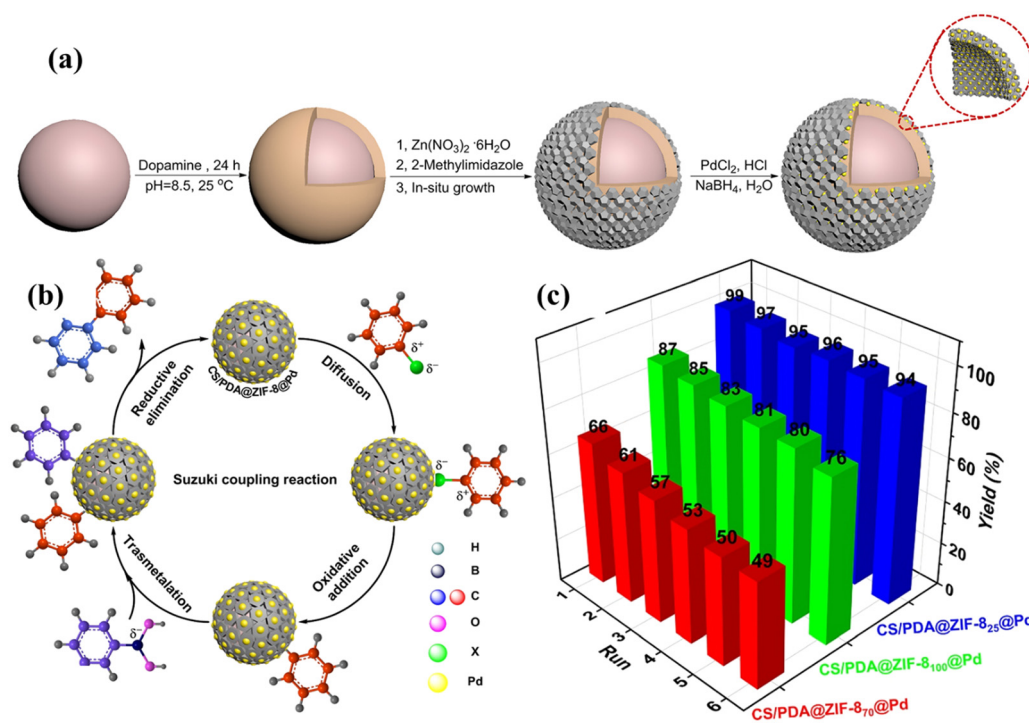 (a)
Dopamine , 24 h
pH=8.5, 25 °C
1, Zn(NO₃)₂ ·6H₂O
2, 2-Methylimidazole
3, In-situ growth
PdCl₂, HCl
NaBH₄, H₂O
(b)
CS/PDA@ZIF-8@Pd
Diffusion
δ⁺
δ⁻
Reductive
elimination
Suzuki coupling reaction
δ⁻
δ⁺
Oxidative
addition
Trasmetalation
δ⁻
H
B
C
O
X
Pd
(c)
99
97
95
96
95
94
87
85
83
81
80
76
66
61
57
53
50
49
100
80
60
40
20
0
Yield (%)
1
2
3
4
5
6
Run
CS/PDA@ZIF-8₂₅@Pd
CS/PDA@ZIF-8₁₀₀@Pd
CS/PDA@ZIF-8₇₀@Pd